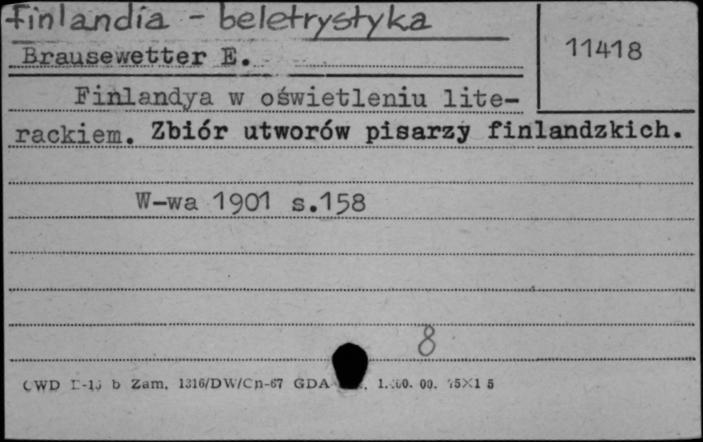 Finlandia - beletrystyka
Brausewetter E.
11418
Finlandya w oświetleniu lite-
rackiem. Zbiór utworów pisarzy finlandzkich.
W-wa 1901 s.158
8
CWD b Zam. 1316/DW/Cn-67 GDA